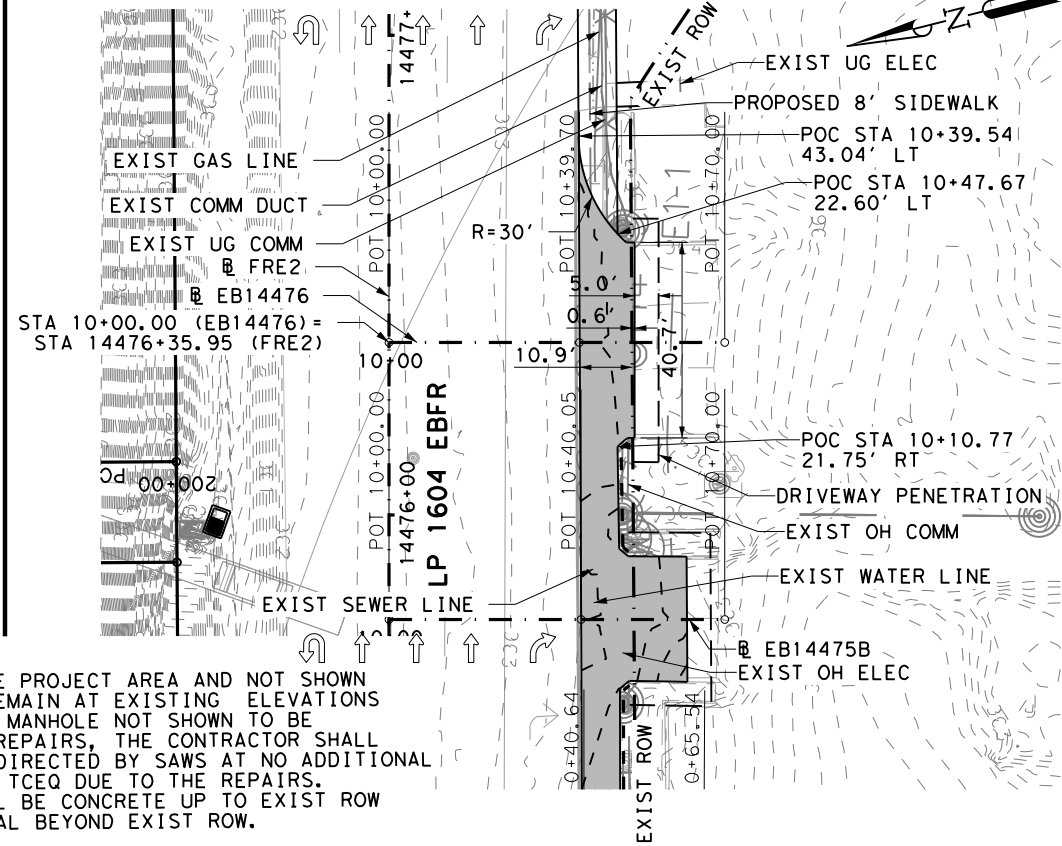 14477+
EXIST ROW
N
EXIST UG ELEC
PROPOSED 8' SIDEWALK
POC STA 10+39.54
43.04' LT
POC STA 10+47.67
22.60' LT
EXIST GAS LINE
EXIST COMM DUCT
EXIST UG COMM
℄ FRE2
℄ EB14476
STA 10+00.00 (EB14476)=
STA 14476+35.95 (FRE2)
POT 10+00.00
POT 10+39.70
POT 10+70.00
R=30'
E1-1
5.0'
0.6'
10.9'
40.7'
10+00
LP 1604 EBFR
14476+00
POT 10+00.00
POT 10+40.05
POT 10+70.00
200+00
POC STA 10+10.77
21.75' RT
DRIVEWAY PENETRATION
EXIST OH COMM
EXIST WATER LINE
EXIST SEWER LINE
℄ EB14475B
EXIST OH ELEC
0+40.64
0+65.54
EXIST ROW
E PROJECT AREA AND NOT SHOWN
EMAIN AT EXISTING ELEVATIONS
MANHOLE NOT SHOWN TO BE
REPAIRS, THE CONTRACTOR SHALL
DIRECTED BY SAWS AT NO ADDITIONAL
TCEQ DUE TO THE REPAIRS.
L BE CONCRETE UP TO EXIST ROW
AL BEYOND EXIST ROW.